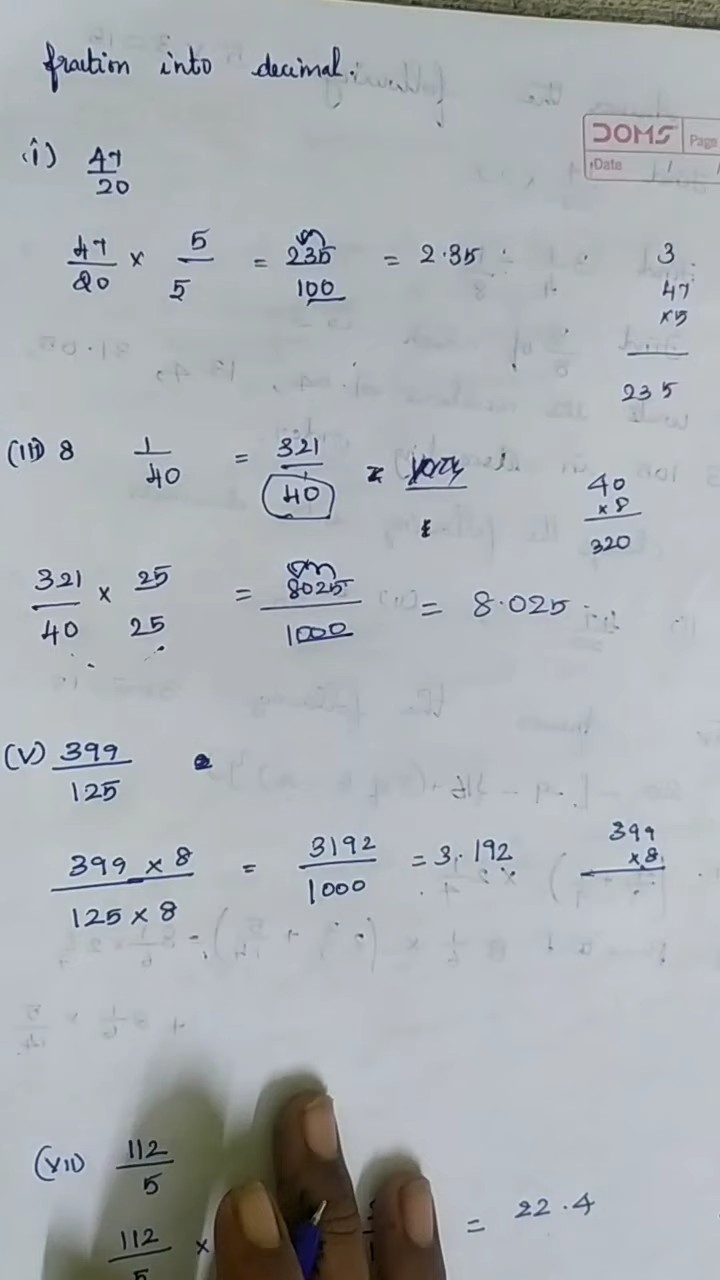 fraction into decimal.
DOMS Page
Date / /
(i) 47/20
47/20 × 5/5 = 235/100 = 2.35
3
47
×5
235
(iii) 8 1/40 = 321/40
40
×8
320
321/40 × 25/25 = 8025/1000 = 8.025
(v) 399/125
399 × 8/125 × 8 = 3192/1000 = 3.192
399
×8
(vii) 112/5
112/5 × = 22.4